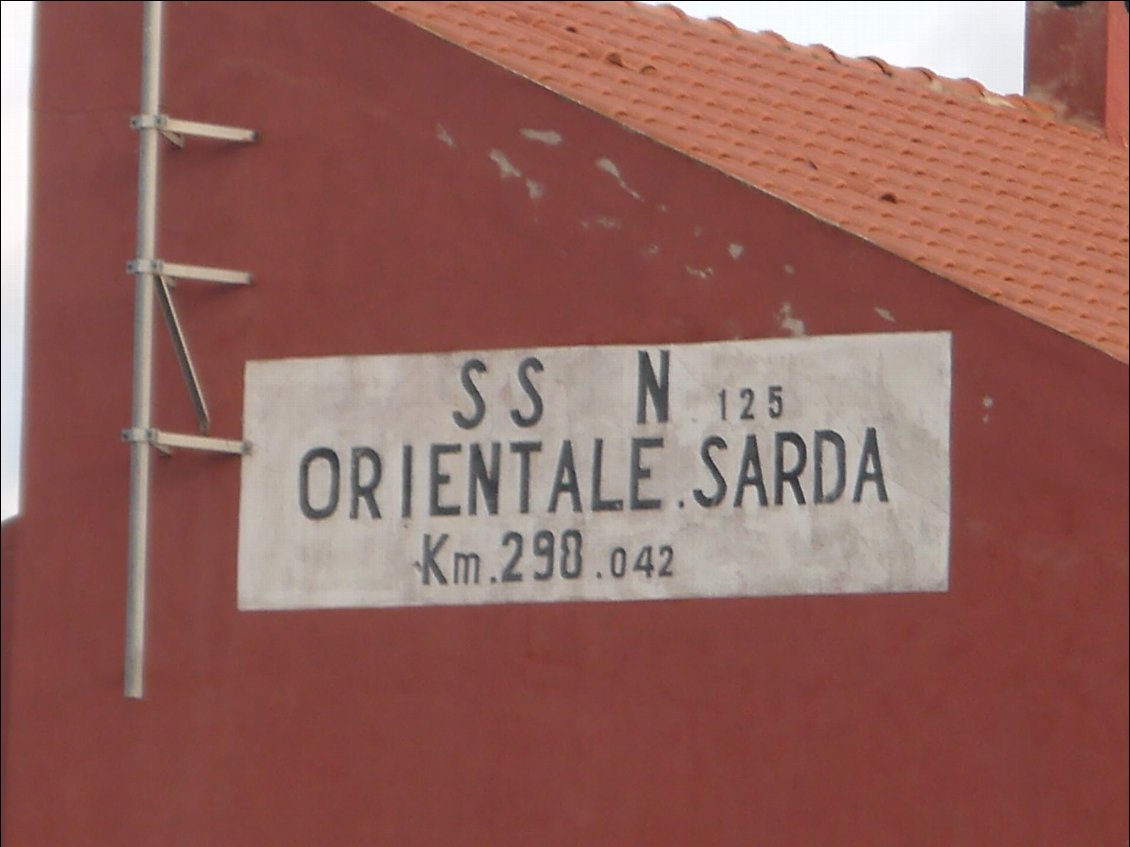 SS N 125
ORIENTALE.SARDA
Km.298.042